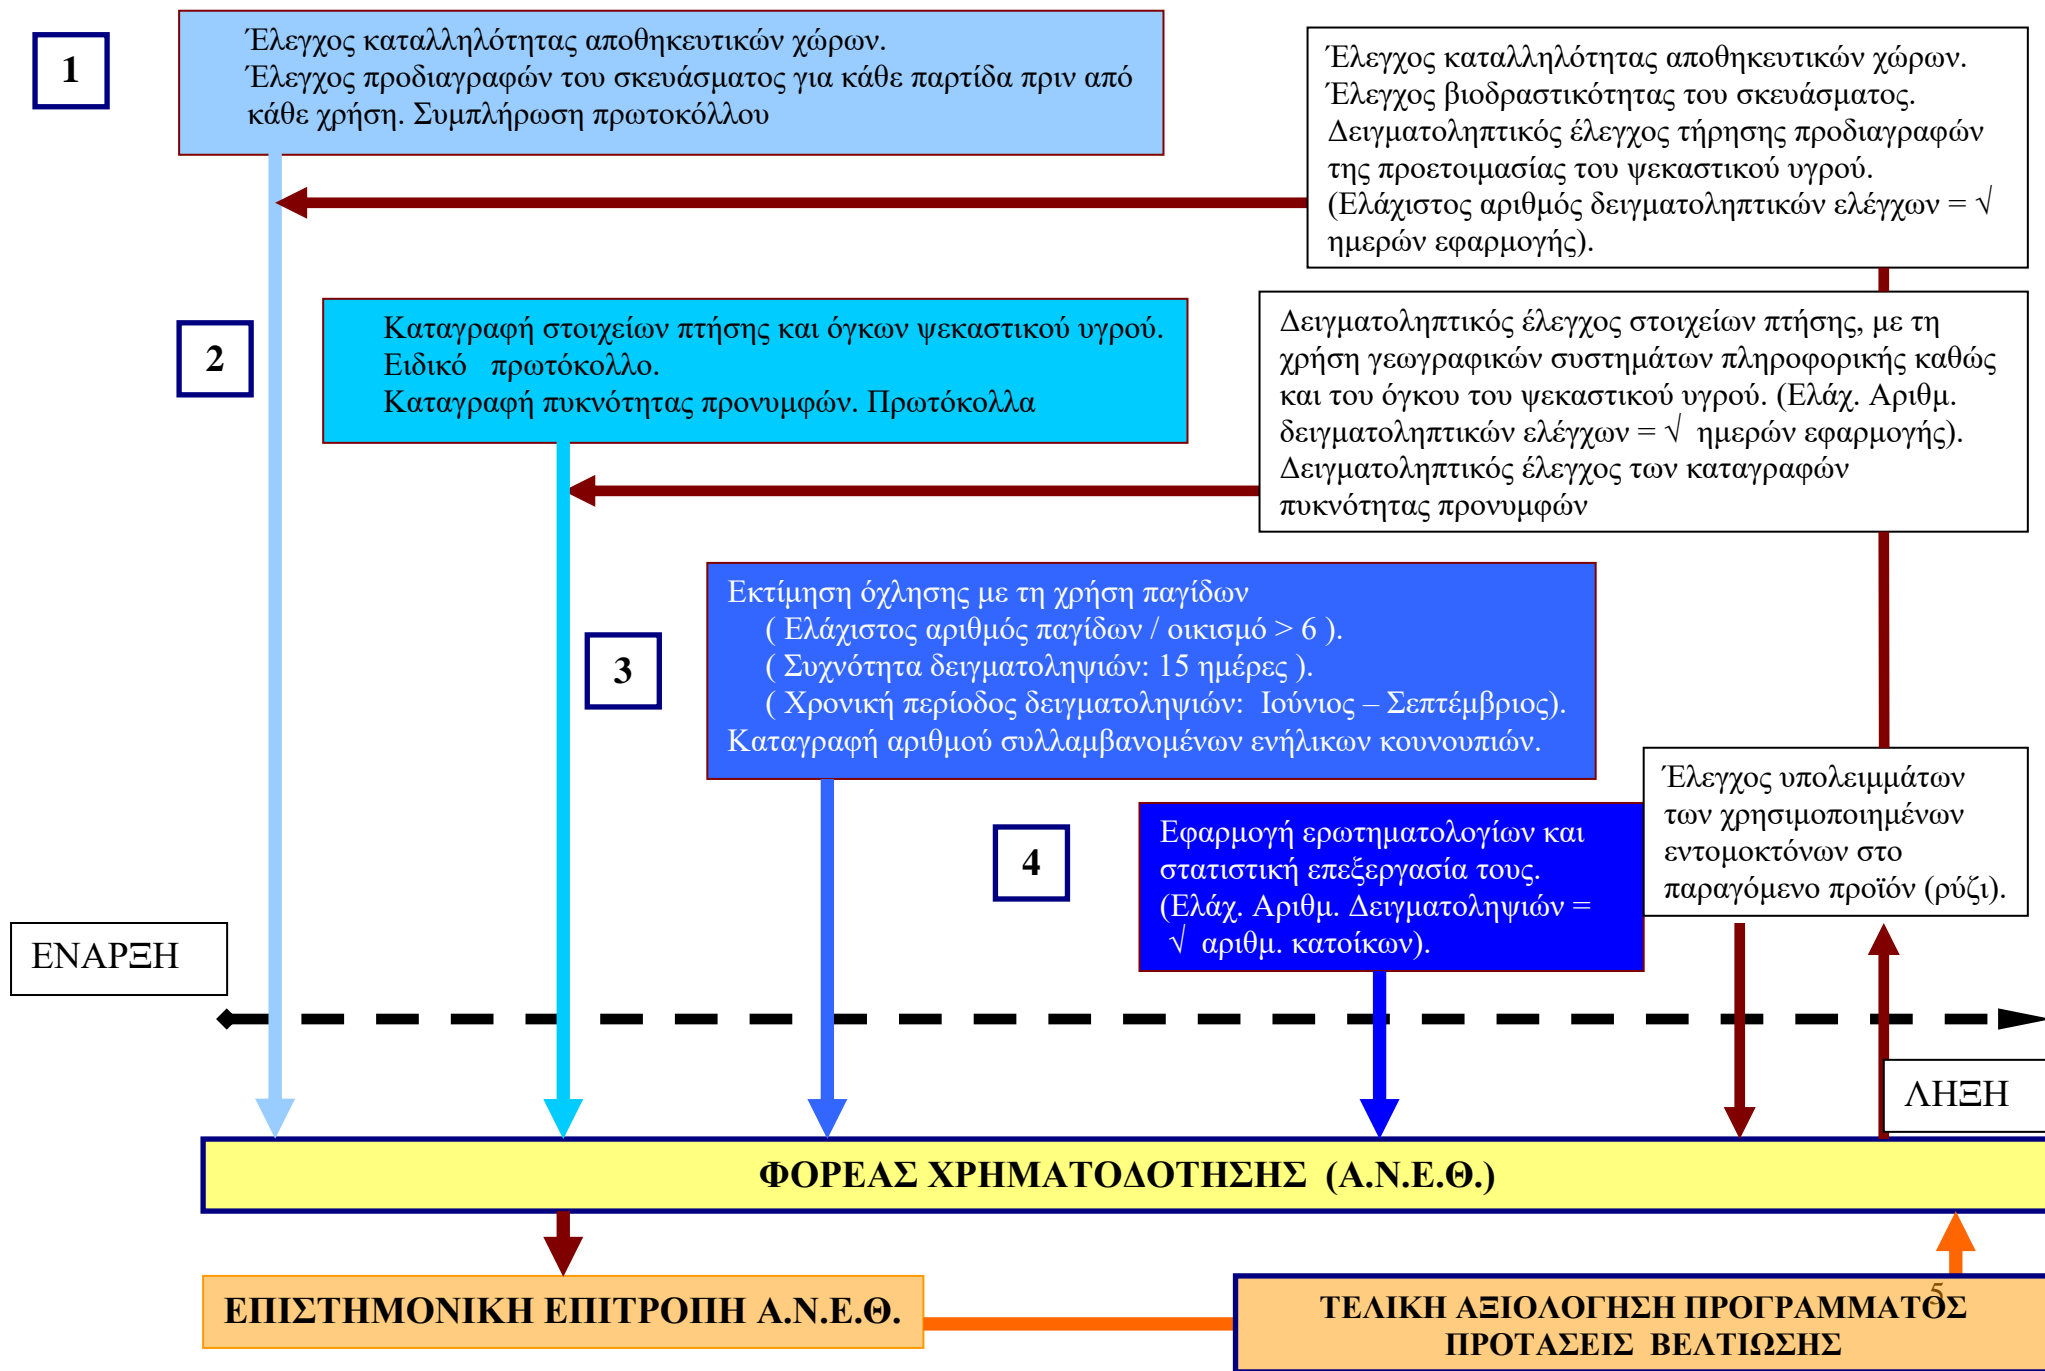 1
Έλεγχος καταλληλότητας αποθηκευτικών χώρων.
Έλεγχος προδιαγραφών του σκευάσματος για κάθε παρτίδα πριν από
κάθε χρήση. Συμπλήρωση πρωτοκόλλου
Έλεγχος καταλληλότητας αποθηκευτικών χώρων.
Έλεγχος βιοδραστικότητας του σκευάσματος.
Δειγματοληπτικός έλεγχος τήρησης προδιαγραφών
της προετοιμασίας του ψεκαστικού υγρού.
(Ελάχιστος αριθμός δειγματοληπτικών ελέγχων = √
ημερών εφαρμογής).
2
Καταγραφή στοιχείων πτήσης και όγκων ψεκαστικού υγρού.
Ειδικό πρωτόκολλο.
Καταγραφή πυκνότητας προνυμφών. Πρωτόκολλα
Δειγματοληπτικός έλεγχος στοιχείων πτήσης, με τη
χρήση γεωγραφικών συστημάτων πληροφορικής καθώς
και του όγκου του ψεκαστικού υγρού. (Ελάχ. Αριθμ.
δειγματοληπτικών ελέγχων = √ ημερών εφαρμογής).
Δειγματοληπτικός έλεγχος των καταγραφών
πυκνότητας προνυμφών
3
Εκτίμηση όχλησης με τη χρήση παγίδων
( Ελάχιστος αριθμός παγίδων / οικισμό > 6 ).
( Συχνότητα δειγματοληψιών: 15 ημέρες ).
( Χρονική περίοδος δειγματοληψιών: Ιούνιος – Σεπτέμβριος).
Καταγραφή αριθμού συλλαμβανομένων ενήλικων κουνουπιών.
4
Εφαρμογή ερωτηματολογίων και
στατιστική επεξεργασία τους.
(Ελάχ. Αριθμ. Δειγματοληψιών =
√ αριθμ. κατοίκων).
Έλεγχος υπολειμμάτων
των χρησιμοποιημένων
εντομοκτόνων στο
παραγόμενο προϊόν (ρύζι).
ΕΝΑΡΞΗ
ΛΗΞΗ
ΦΟΡΕΑΣ ΧΡΗΜΑΤΟΔΟΤΗΣΗΣ (Α.Ν.Ε.Θ.)
ΕΠΙΣΤΗΜΟΝΙΚΗ ΕΠΙΤΡΟΠΗ Α.Ν.Ε.Θ.
5
ΤΕΛΙΚΗ ΑΞΙΟΛΟΓΗΣΗ ΠΡΟΓΡΑΜΜΑΤΟΣ
ΠΡΟΤΑΣΕΙΣ ΒΕΛΤΙΩΣΗΣ